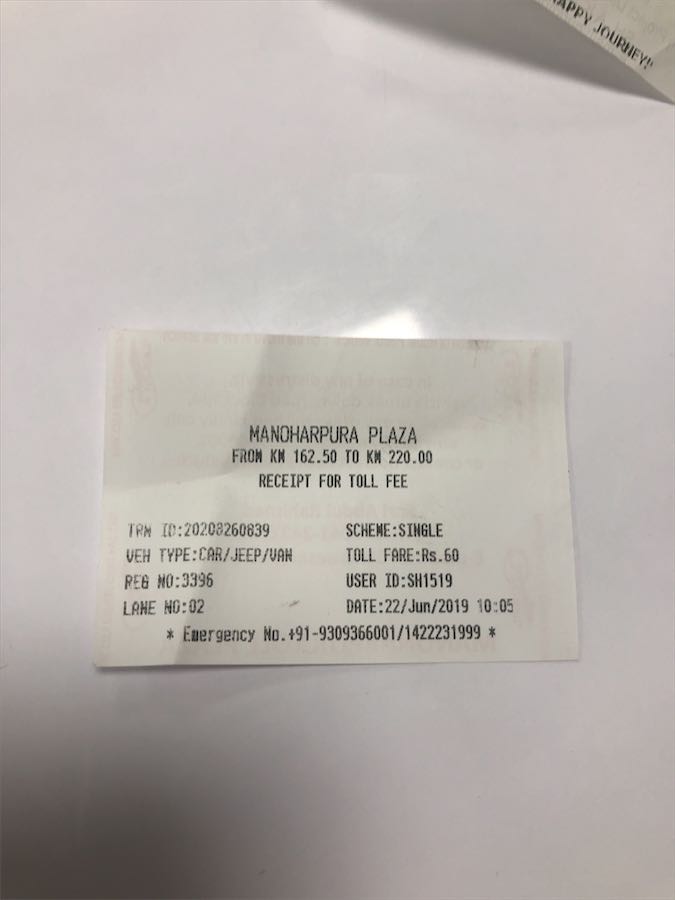 HAPPY JOURNEY!!
MANOHARPURA PLAZA
FROM KM 162.50 TO KM 220.00
RECEIPT FOR TOLL FEE
TRN ID:20208260839 SCHEME:SINGLE
VEH TYPE:CAR/JEEP/VAN TOLL FARE:Rs.60
REG NO:3396 USER ID:SH1519
LANE NO:02 DATE:22/Jun/2019 10:05
* Emergency No.+91-9309366001/1422231999 *